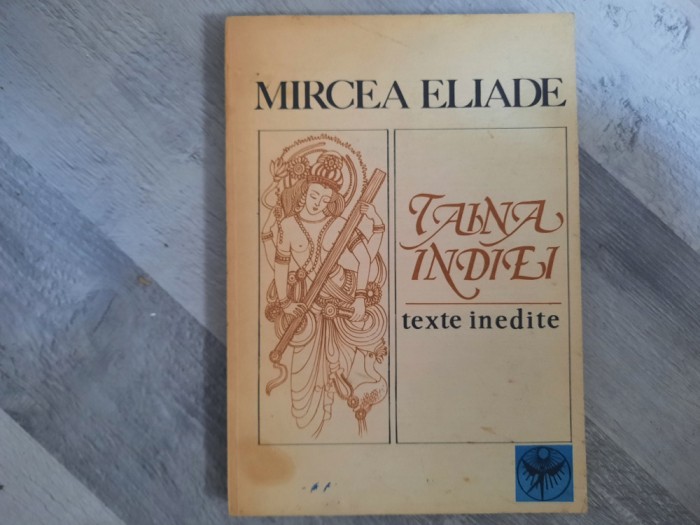 MIRCEA ELIADE
TAINA
INDIEI
texte inedite